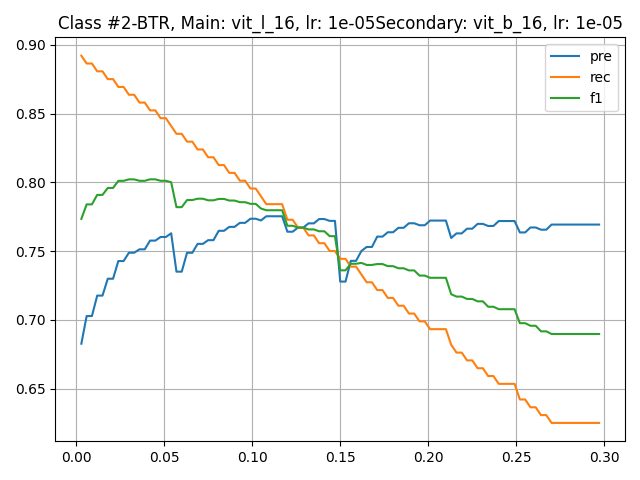 Class #2-BTR, Main: vit_l_16, lr: 1e-05Secondary: vit_b_16, lr: 1e-05
pre
rec
f1
0.90
0.85
0.80
0.75
0.70
0.65
0.00 0.05 0.10 0.15 0.20 0.25 0.30